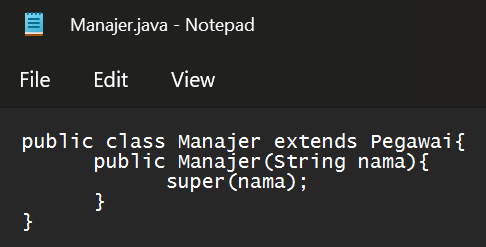 Manajer.java - Notepad
File Edit View
public class Manajer extends Pegawai{
public Manajer(String nama){
super(nama);
}
}